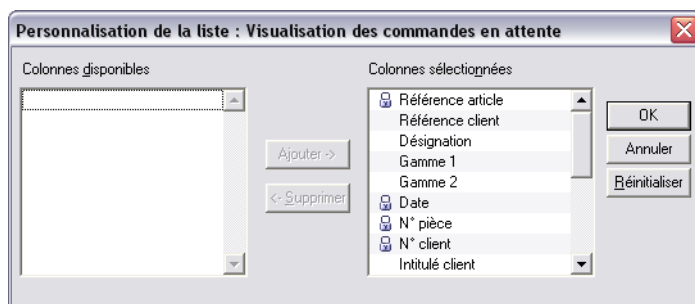 Personnalisation de la liste : Visualisation des commandes en attente
Colonnes disponibles
Colonnes sélectionnées
Référence article
Référence client
Désignation
Gamme 1
Gamme 2
Date
N° pièce
N° client
Intitulé client
Ajouter ->
<- Supprimer
OK
Annuler
Réinitialiser